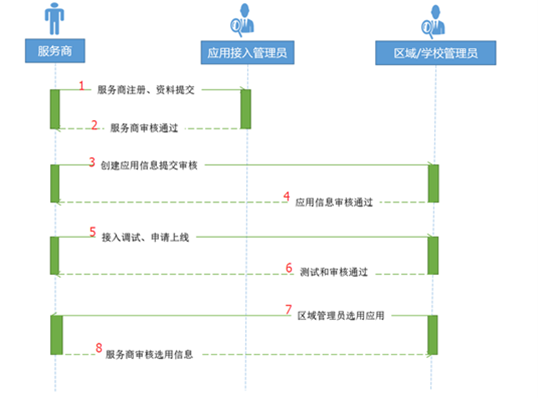 服务商
应用接入管理员
区域/学校管理员
1 服务商注册、资料提交
2 服务商审核通过
3 创建应用信息提交审核
4 应用信息审核通过
5 接入调试、申请上线
6 测试和审核通过
7 区域管理员选用应用
8 服务商审核选用信息